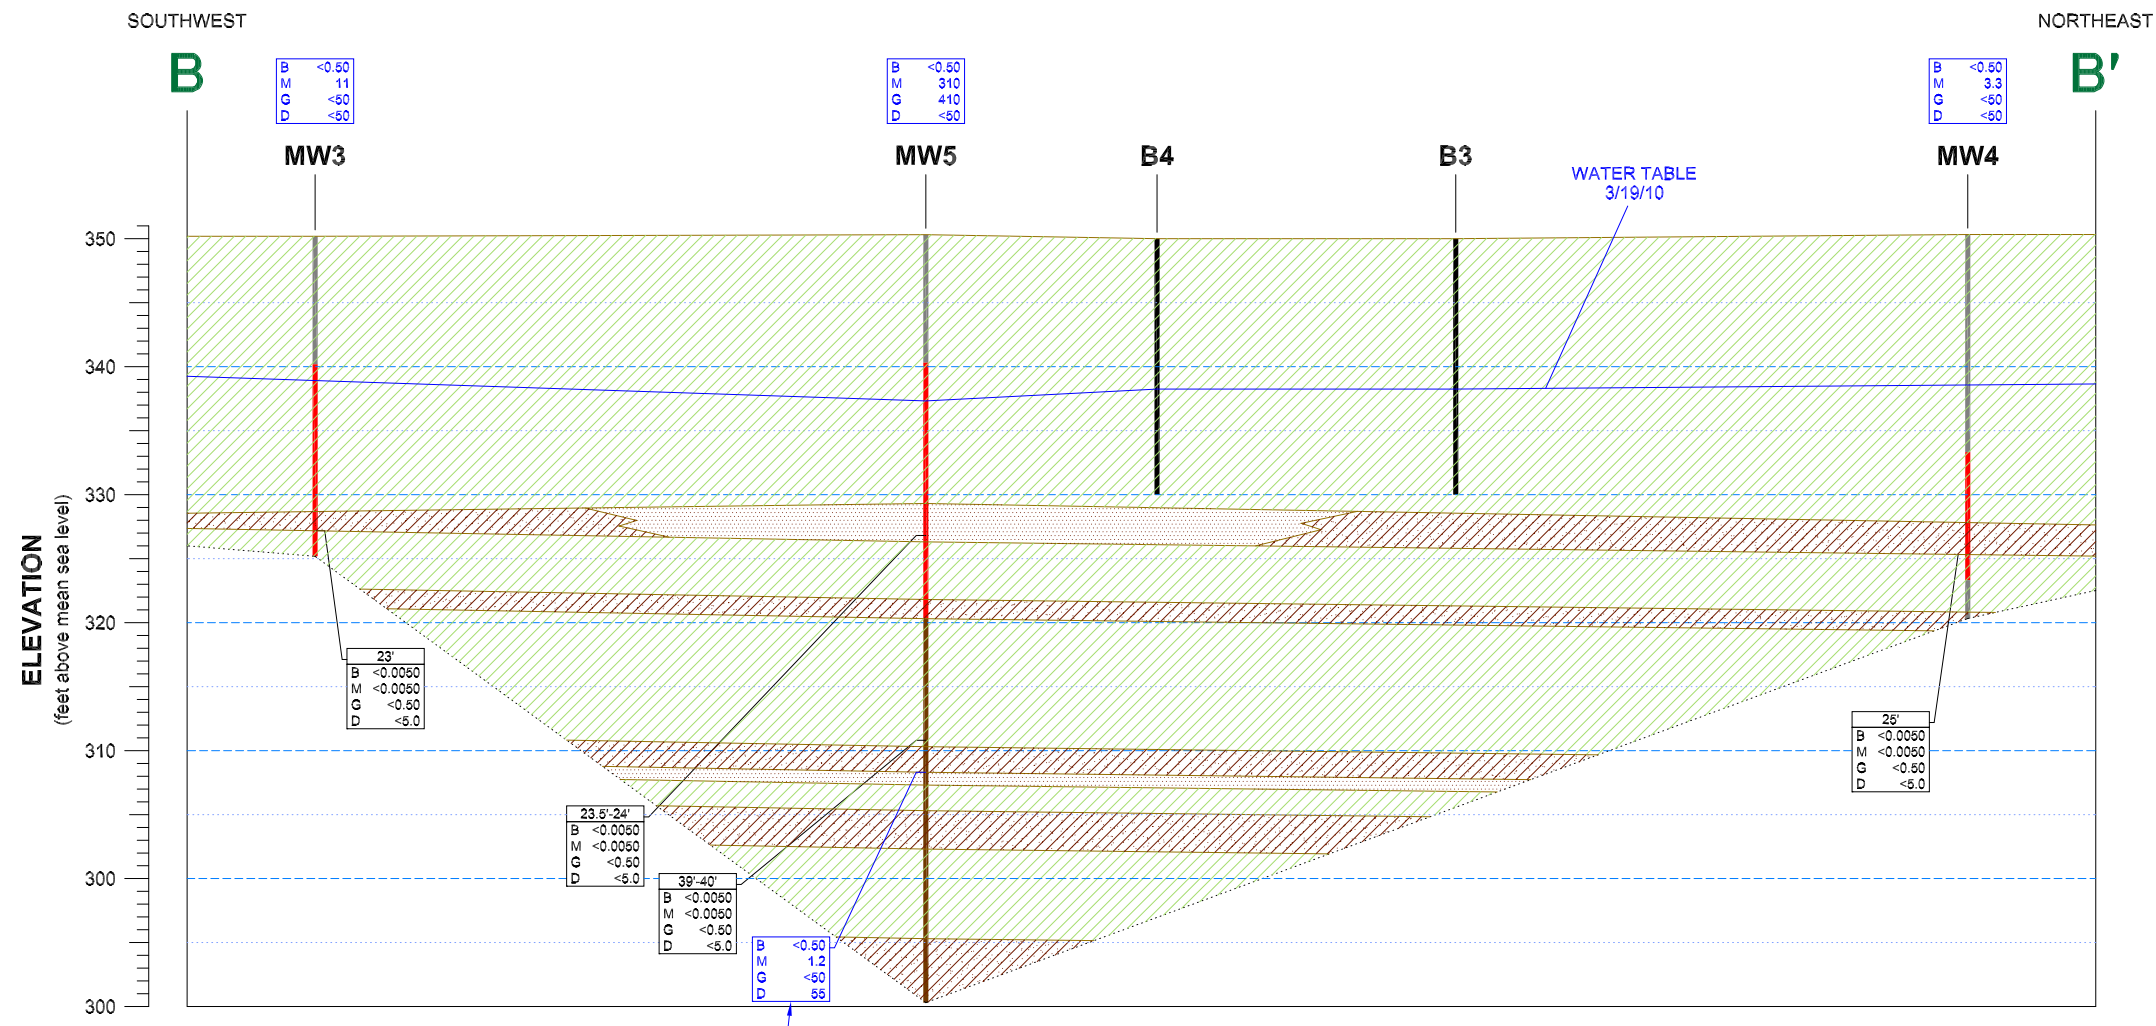 SOUTHWEST
NORTHEAST
B
B'
B <0.50
M 11
G <50
D <50
B <0.50
M 310
G 410
D <50
B <0.50
M 3.3
G <50
D <50
MW3
MW5
B4
B3
MW4
WATER TABLE
3/19/10
350
340
330
320
310
300
300
ELEVATION
(feet above mean sea level)
23'
B <0.0050
M <0.0050
G <0.50
D <5.0
25'
B <0.0050
M <0.0050
G <0.50
D <5.0
23.5'-24'
B <0.0050
M <0.0050
G <0.50
D <5.0
39'-40'
B <0.0050
M <0.0050
G <0.50
D <5.0
B <0.50
M 1.2
G <50
D 55